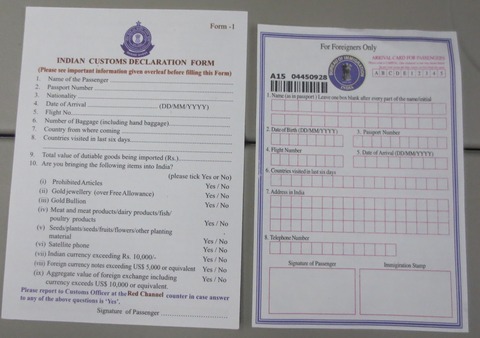 Form -I
INDIAN CUSTOMS DECLARATION FORM
(Please see important information given overleaf before filling this Form)
1. Name of the Passenger
2. Passport Number
3. Nationality
4. Date of Arrival (DD/MM/YYYY)
5. Flight No.
6. Number of Baggage (including hand baggage)
7. Country from where coming
8. Countries visited in last six days
9. Total value of dutiable goods being imported (Rs.)
10. Are you bringing the following items into India?
(please tick Yes or No)
(i) Prohibited Articles Yes / No
(ii) Gold jewellery (over Free Allowance) Yes / No
(iii) Gold Bullion Yes / No
(iv) Meat and meat products/dairy products/fish/
poultry products Yes / No
(v) Seeds/plants/seeds/fruits/flowers/other planting
material Yes / No
(vi) Satellite phone Yes / No
(vii) Indian currency exceeding Rs. 10,000/- Yes / No
(viii) Foreign currency notes exceeding US$ 5,000 or equivalent Yes / No
(ix) Aggregate value of foreign exchange including
currency exceeds US$ 10,000 or equivalent. Yes / No
Please report to Customs Officer at the Red Channel counter in case answer
to any of the above questions is 'Yes'.
Signature of Passenger
For Foreigners Only
A15 04450928
INDIA
ARRIVAL CARD FOR PASSENGERS
A B C D E 1 2 3 4 5
1. Name (as in passport) Leave one box blank after every part of the name/initial
2. Date of Birth (DD/MM/YYYY) 3. Passport Number
4. Flight Number 5. Date of Arrival (DD/MM/YYYY)
6. Countries visited in last six days
7. Address in India
8. Telephone Number
Signature of Passenger Immigration Stamp